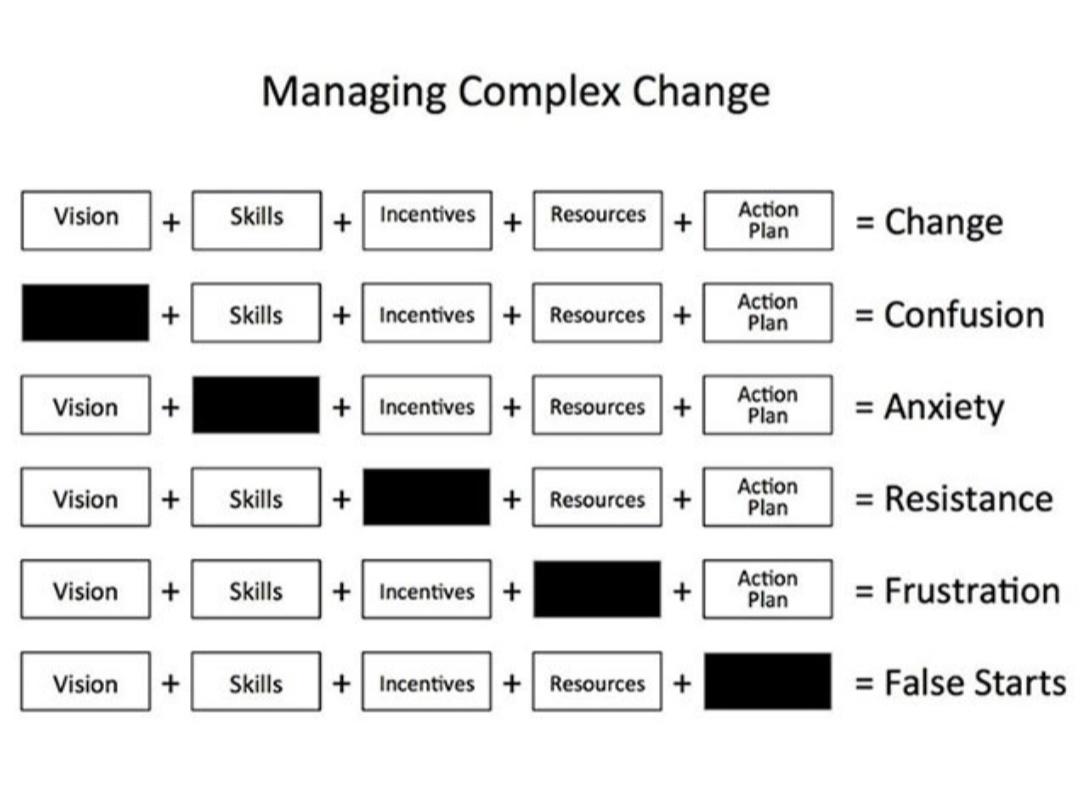 Managing Complex Change
Vision + Skills + Incentives + Resources + Action Plan = Change
+ Skills + Incentives + Resources + Action Plan = Confusion
Vision + + Incentives + Resources + Action Plan = Anxiety
Vision + Skills + + Resources + Action Plan = Resistance
Vision + Skills + Incentives + + Action Plan = Frustration
Vision + Skills + Incentives + Resources + = False Starts